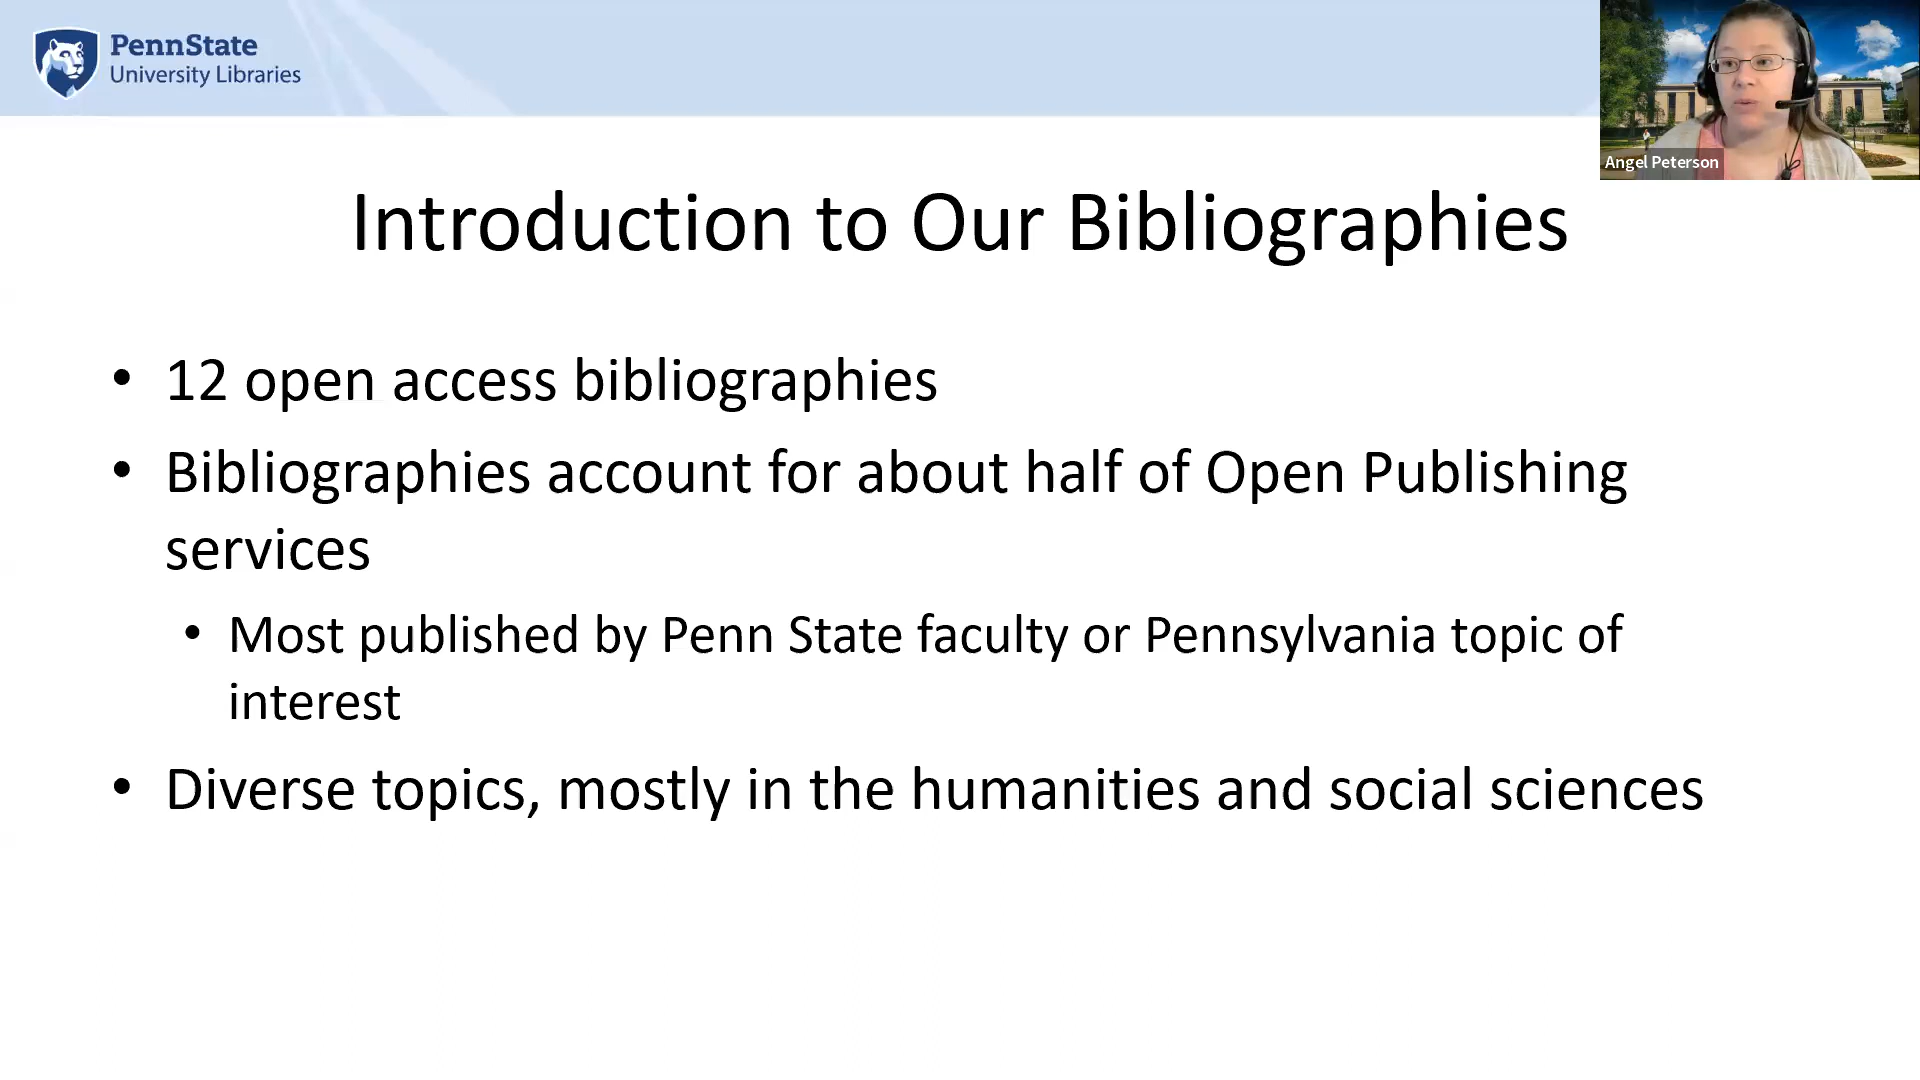 PennState
University Libraries
Angel Peterson
Introduction to Our Bibliographies
• 12 open access bibliographies
• Bibliographies account for about half of Open Publishing
services
• Most published by Penn State faculty or Pennsylvania topic of
interest
• Diverse topics, mostly in the humanities and social sciences